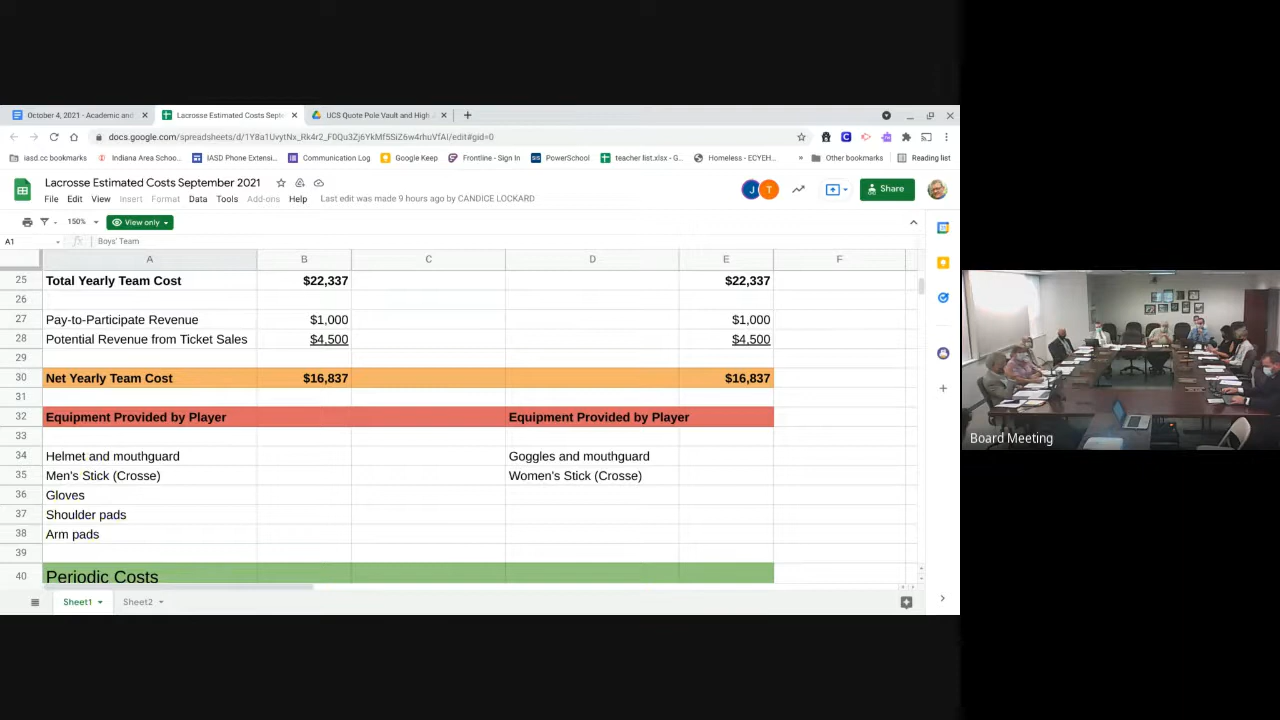 October 4, 2021 - Academic and
Lacrosse Estimated Costs Sept
UCS Quote Pole Vault and High J
docs.google.com/spreadsheets/d/1Y8a1UvytNx_Rk4r2_F0Qu3Zj6YkMf5SiZ6w4rhuVfAI/edit#gid=0
iasd.cc bookmarks Indiana Area Schoo... IASD Phone Extensi... Communication Log Google Keep Frontline - Sign In PowerSchool teacher list.xlsx - G... Homeless - ECYEH... » Other bookmarks Reading list
Lacrosse Estimated Costs September 2021
J T Share
File Edit View Insert Format Data Tools Add-ons Help Last edit was made 9 hours ago by CANDICE LOCKARD
150% View only
A1 fx Boys' Team
A B C D E F
25 Total Yearly Team Cost $22,337 $22,337
26
27 Pay-to-Participate Revenue $1,000 $1,000
28 Potential Revenue from Ticket Sales $4,500 $4,500
29
30 Net Yearly Team Cost $16,837 $16,837
31
32 Equipment Provided by Player Equipment Provided by Player
33
34 Helmet and mouthguard Goggles and mouthguard
35 Men's Stick (Crosse) Women's Stick (Crosse)
36 Gloves
37 Shoulder pads
38 Arm pads
39
40 Periodic Costs
Sheet1 Sheet2
Board Meeting